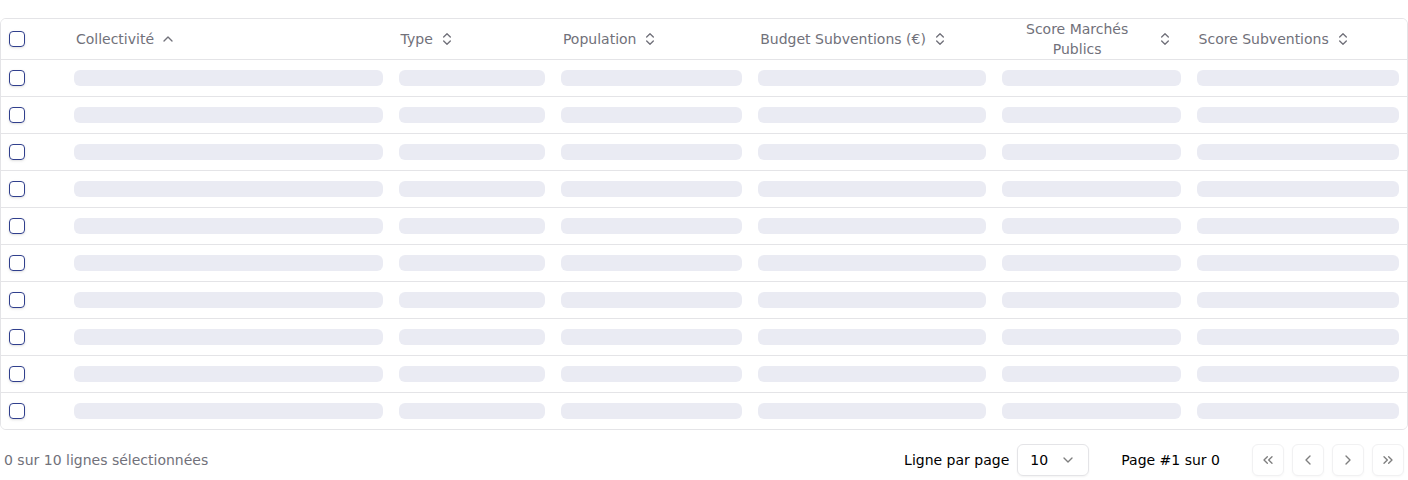 Collectivité Type Population Budget Subventions (€) Score Marchés Publics Score Subventions
0 sur 10 lignes sélectionnées Ligne par page 10 Page #1 sur 0